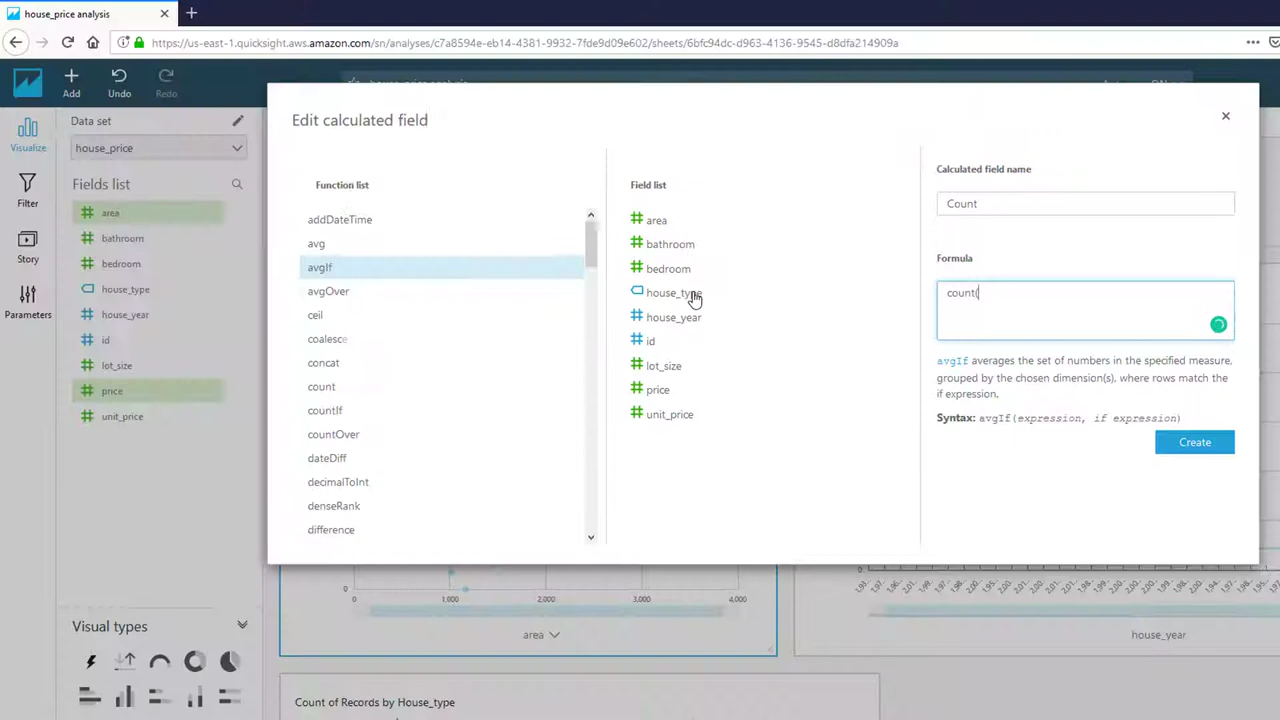 house_price analysis
https://us-east-1.quicksight.aws.amazon.com/sn/analyses/c7a8594e-eb14-4381-9932-7fde9d09e602/sheets/6bfc94dc-d963-4136-9545-d8dfa214909a
Add
Undo
Redo
Visualize
Filter
Story
Parameters
Data set
house_price
Fields list
area
bathroom
bedroom
house_type
house_year
id
lot_size
price
unit_price
Visual types
Edit calculated field
Function list
addDateTime
avg
avgIf
avgOver
ceil
coalesce
concat
count
countIf
countOver
dateDiff
decimalToInt
denseRank
difference
Field list
area
bathroom
bedroom
house_type
house_year
id
lot_size
price
unit_price
Calculated field name
Count
Formula
count(
avgIf averages the set of numbers in the specified measure,
grouped by the chosen dimension(s), where rows match the
if expression.
Syntax: avgIf(expression, if expression)
Create
0
0 1,000 2,000 3,000 4,000
area
house_year
Count of Records by House_type